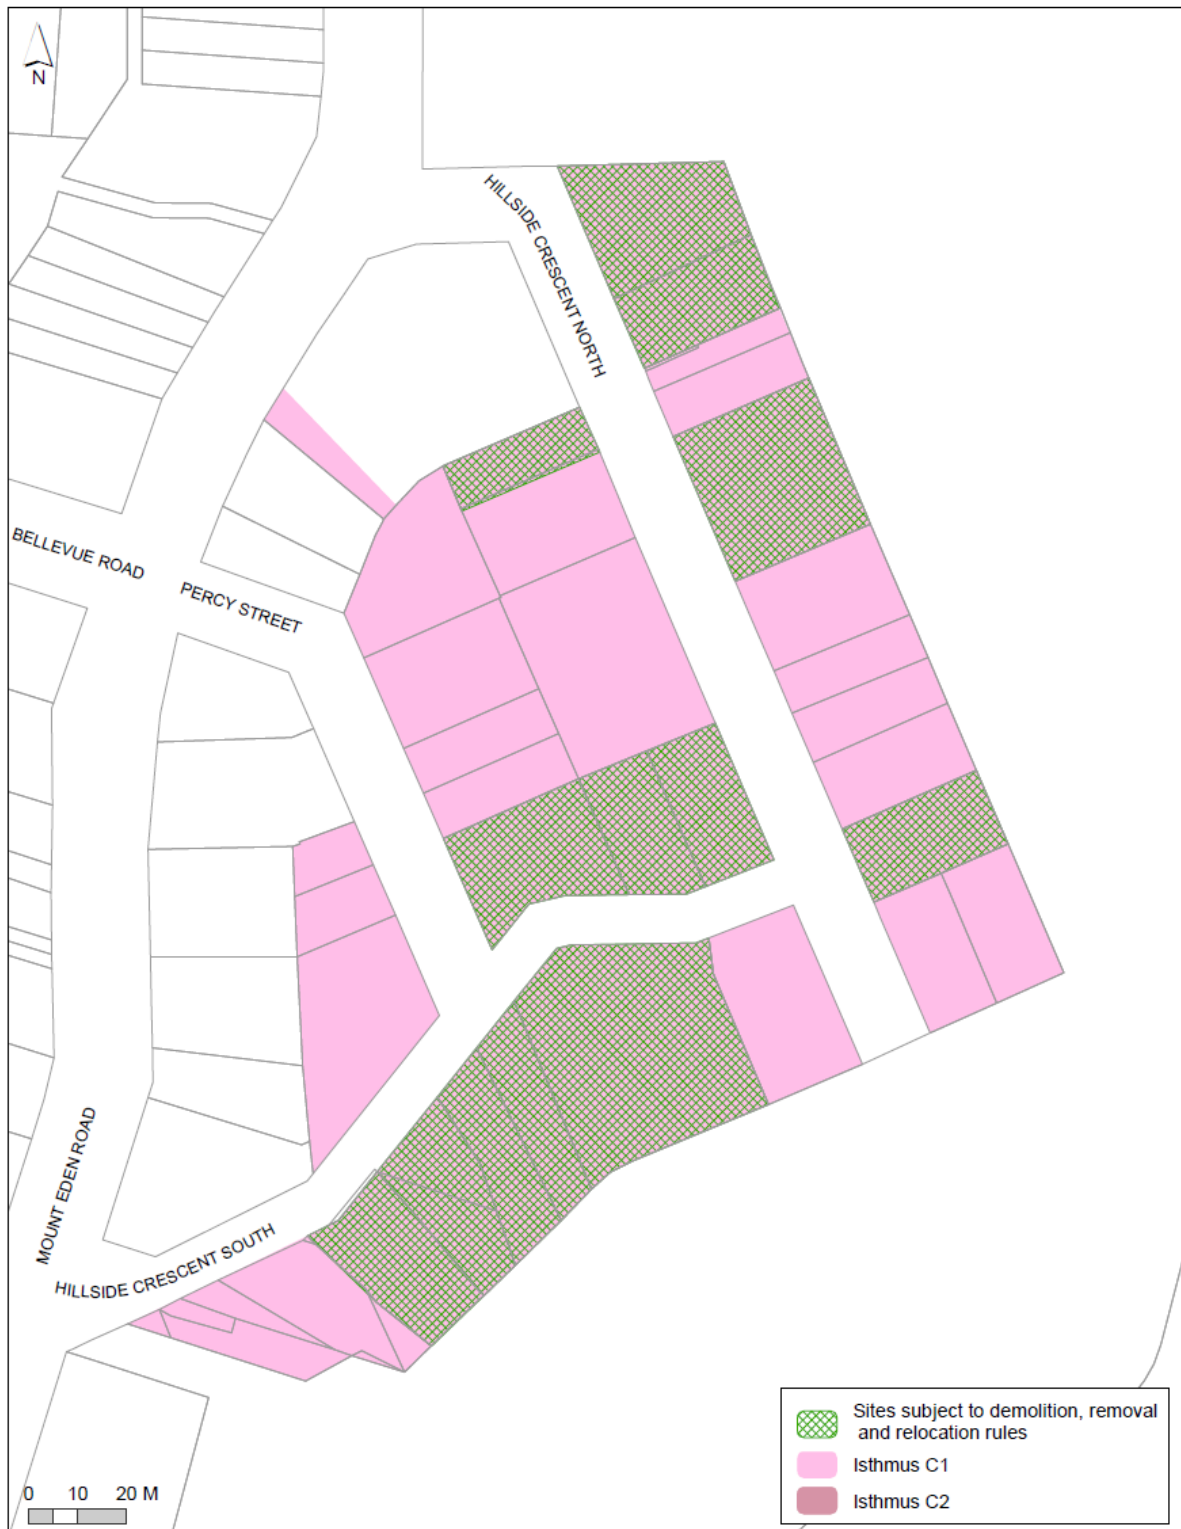 N
HILLSIDE CRESCENT NORTH
BELLEVUE ROAD
PERCY STREET
MOUNT EDEN ROAD
HILLSIDE CRESCENT SOUTH
0 10 20 M
Sites subject to demolition, removal
and relocation rules
Isthmus C1
Isthmus C2